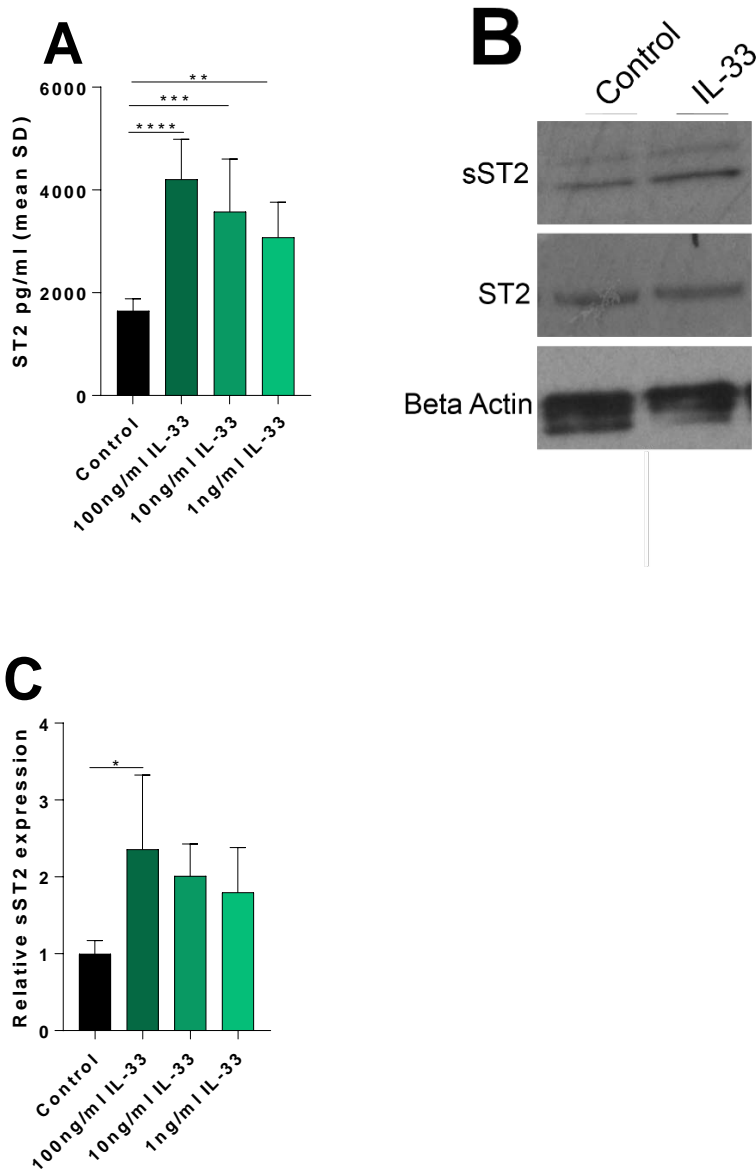 A
ST2 pg/ml (mean SD)
6000
4000
2000
0
**
***
****
Control
100ng/ml IL-33
10ng/ml IL-33
1ng/ml IL-33
B
Control
IL-33
sST2
ST2
Beta Actin
C
Relative sST2 expression
4
3
2
1
0
*
Control
100ng/ml IL-33
10ng/ml IL-33
1ng/ml IL-33